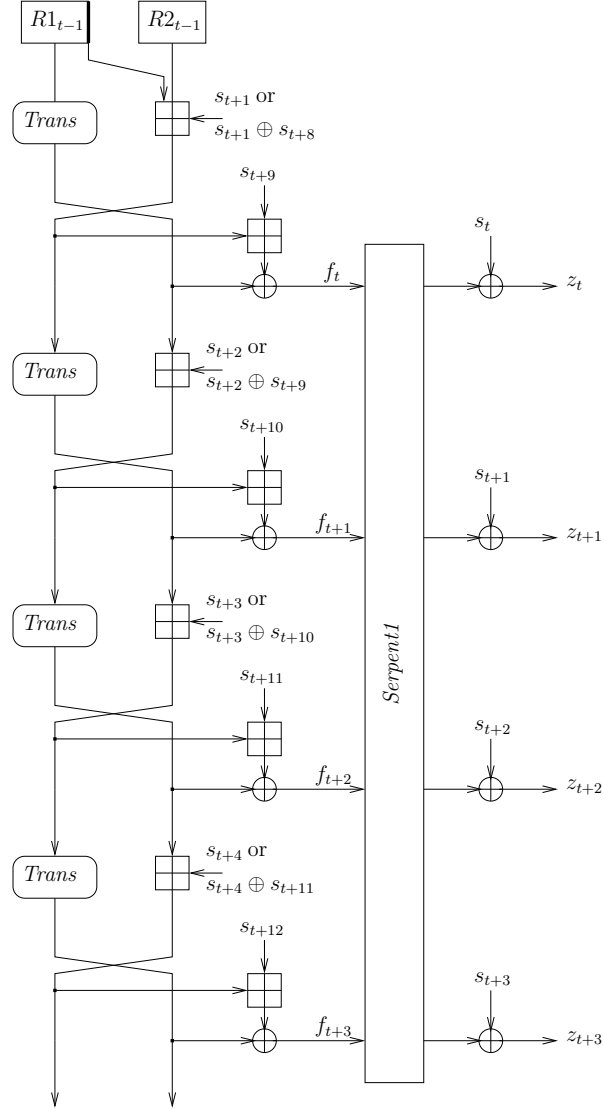 R1_{t−1} R2_{t−1}
Trans s_{t+1} or
s_{t+1} ⊕ s_{t+8}
s_{t+9} s_t
f_t z_t
Trans s_{t+2} or
s_{t+2} ⊕ s_{t+9}
s_{t+10} s_{t+1}
f_{t+1} z_{t+1}
Trans s_{t+3} or
s_{t+3} ⊕ s_{t+10}
Serpent1
s_{t+11} s_{t+2}
f_{t+2} z_{t+2}
Trans s_{t+4} or
s_{t+4} ⊕ s_{t+11}
s_{t+12} s_{t+3}
f_{t+3} z_{t+3}